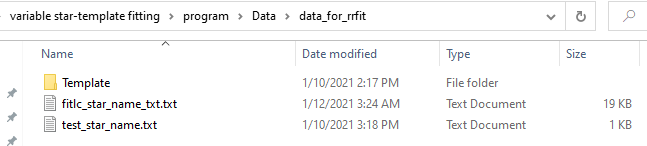 variable star-template fitting > program > Data > data_for_rrfit
Name Date modified Type Size
Template 1/10/2021 2:17 PM File folder
fitlc_star_name_txt.txt 1/12/2021 3:24 AM Text Document 19 KB
test_star_name.txt 1/10/2021 3:18 PM Text Document 1 KB